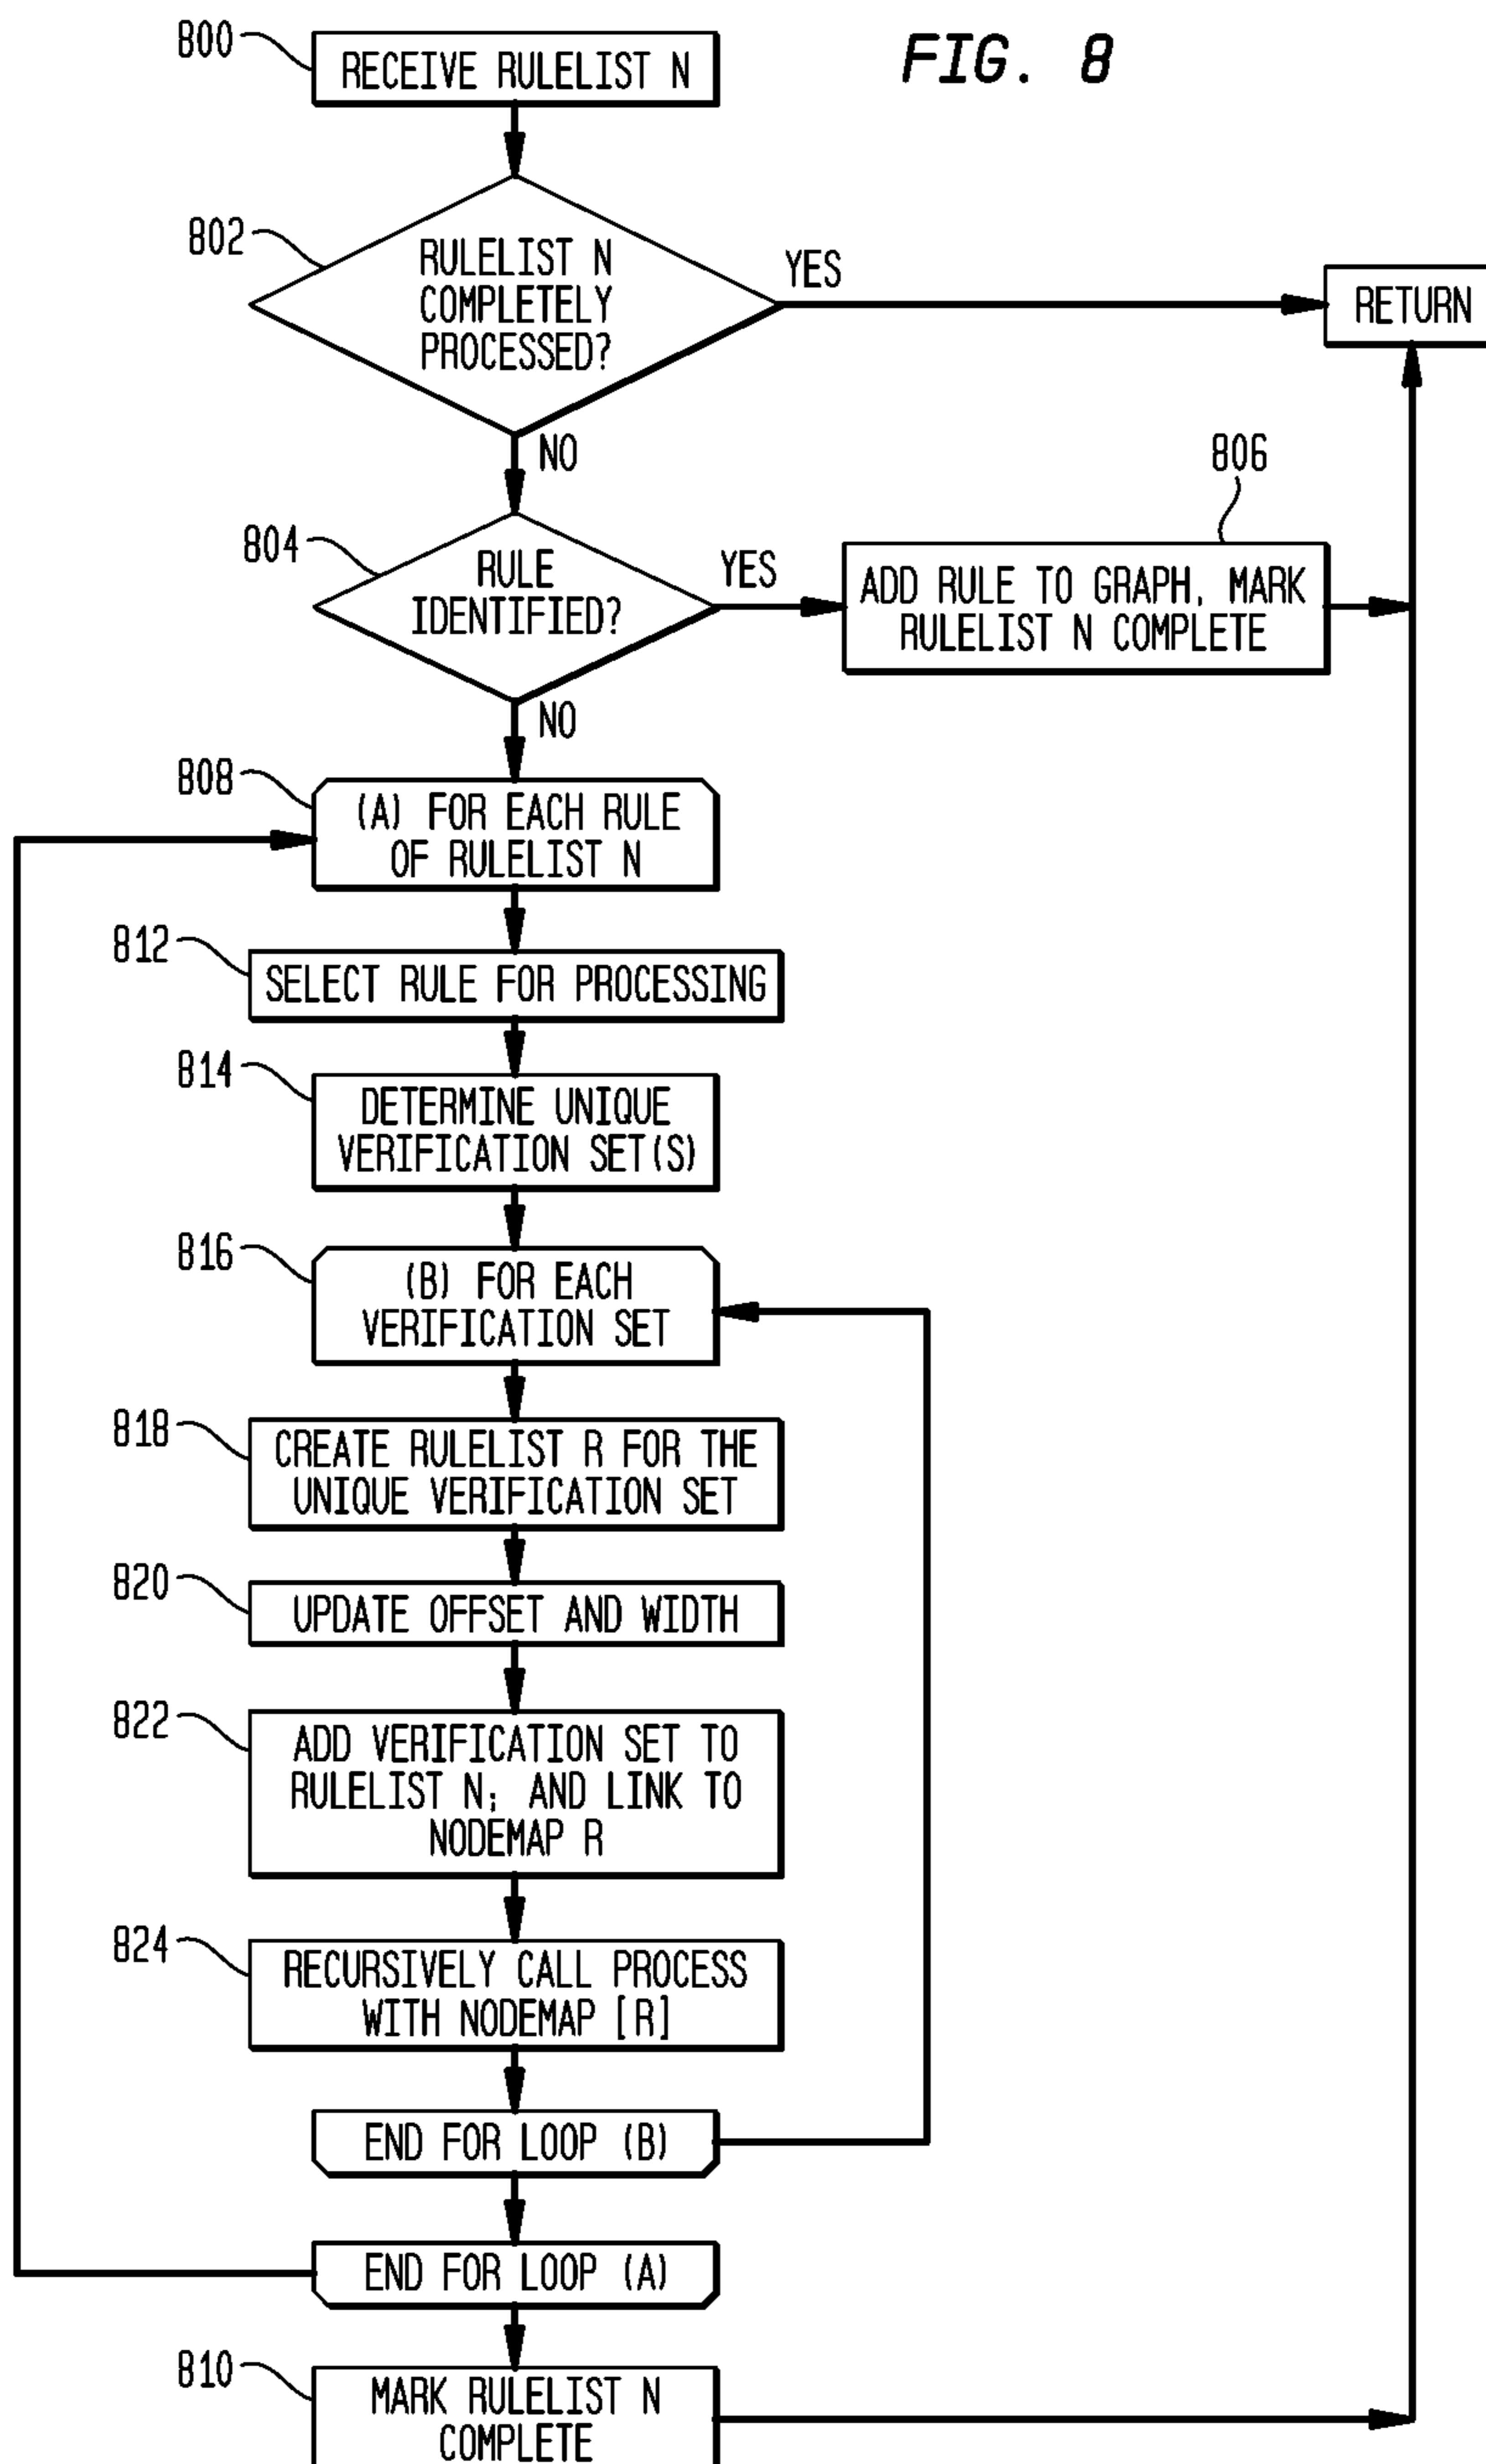 800
RECEIVE RULELIST N
FIG. 8
802
RULELIST N
COMPLETELY
PROCESSED?
YES
RETURN
NO
804
RULE
IDENTIFIED?
YES
806
ADD RULE TO GRAPH, MARK
RULELIST N COMPLETE
NO
808
(A) FOR EACH RULE
OF RULELIST N
812
SELECT RULE FOR PROCESSING
814
DETERMINE UNIQUE
VERIFICATION SET(S)
816
(B) FOR EACH
VERIFICATION SET
818
CREATE RULELIST R FOR THE
UNIQUE VERIFICATION SET
820
UPDATE OFFSET AND WIDTH
822
ADD VERIFICATION SET TO
RULELIST N; AND LINK TO
NODEMAP R
824
RECURSIVELY CALL PROCESS
WITH NODEMAP [R]
END FOR LOOP (B)
END FOR LOOP (A)
810
MARK RULELIST N
COMPLETE